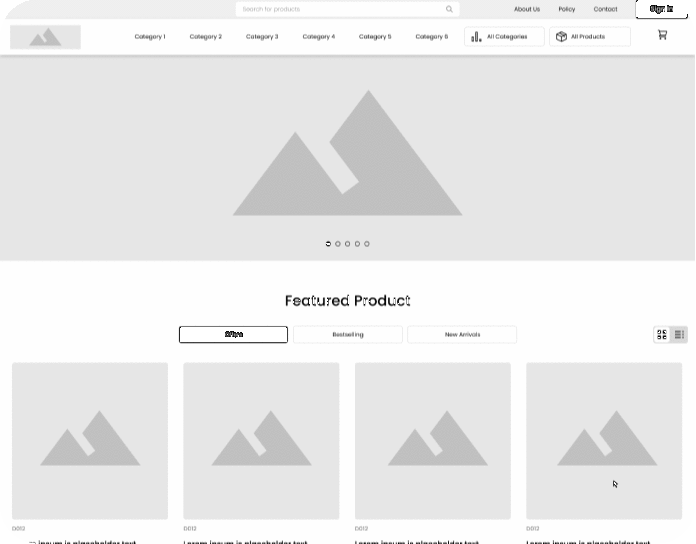 Search for products
About Us Policy Contact Sign in
Category 1 Category 2 Category 3 Category 4 Category 5 Category 6 All Categories All Products
Featured Product
Bestselling New Arrivals
0012 0012 0012 0012
ipsum is placeholder text Lorem ipsum is placeholder text Lorem ipsum is placeholder text Lorem ipsum is placeholder text